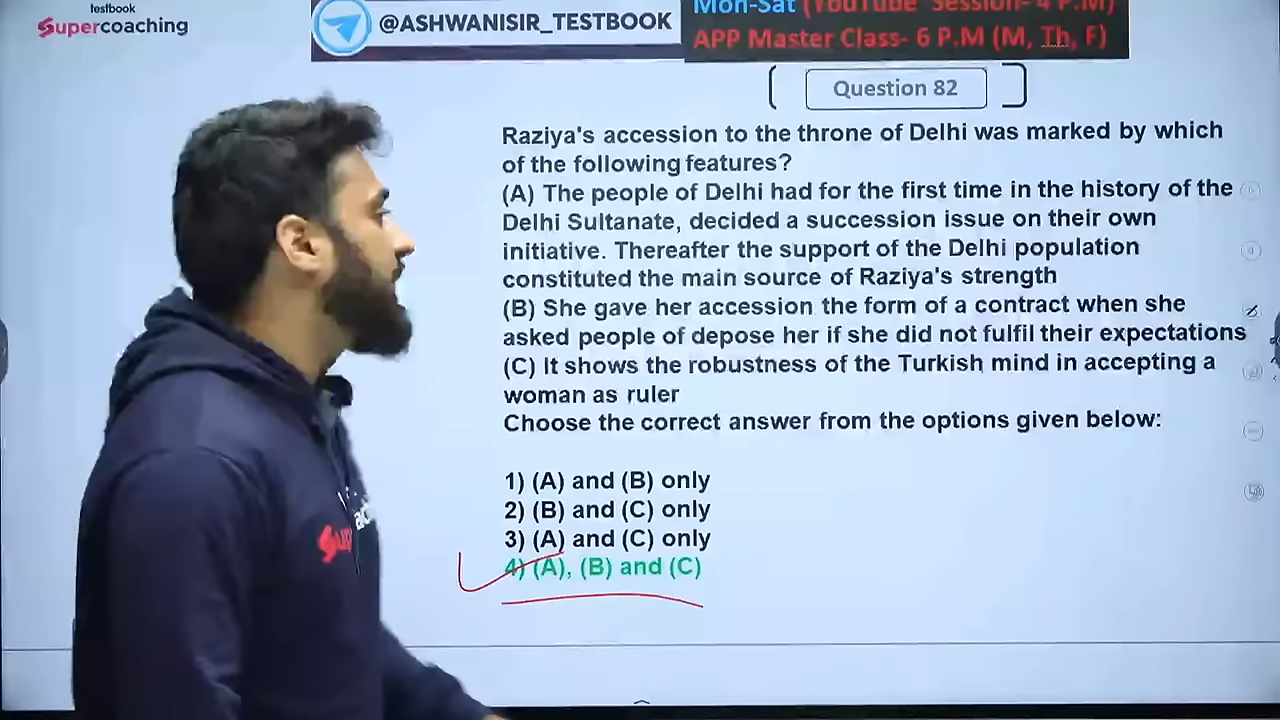 testbook
Supercoaching
@ASHWANISIR_TESTBOOK
Mon-Sat (YouTube Session- 4 P.M)
APP Master Class- 6 P.M (M, Th, F)
Question 82
Raziya's accession to the throne of Delhi was marked by which
of the following features?
(A) The people of Delhi had for the first time in the history of the
Delhi Sultanate, decided a succession issue on their own
initiative. Thereafter the support of the Delhi population
constituted the main source of Raziya's strength
(B) She gave her accession the form of a contract when she
asked people of depose her if she did not fulfil their expectations
(C) It shows the robustness of the Turkish mind in accepting a
woman as ruler
Choose the correct answer from the options given below:
1) (A) and (B) only
2) (B) and (C) only
3) (A) and (C) only
4) (A), (B) and (C)